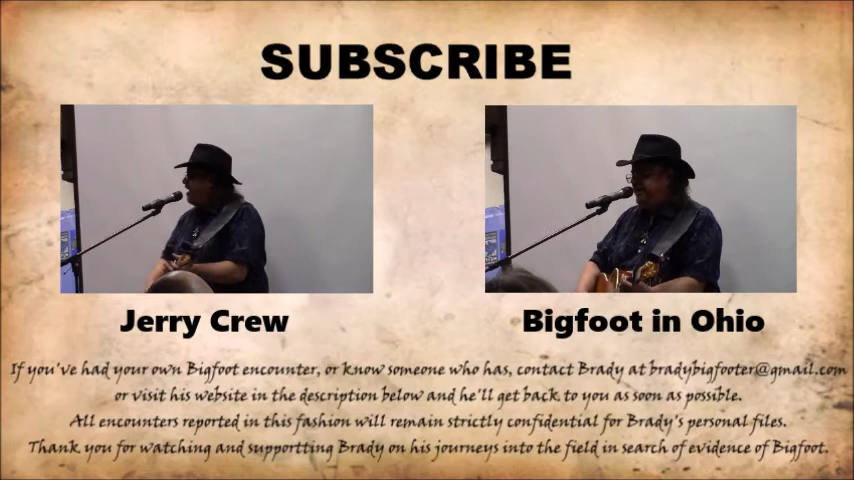 SUBSCRIBE
Jerry Crew
Bigfoot in Ohio
If you've had your own Bigfoot encounter, or know someone who has, contact Brady at bradybigfooter@gmail.com
or visit his website in the description below and he'll get back to you as soon as possible.
All encounters reported in this fashion will remain strictly confidential for Brady's personal files.
Thank you for watching and supportting Brady on his journeys into the field in search of evidence of Bigfoot.